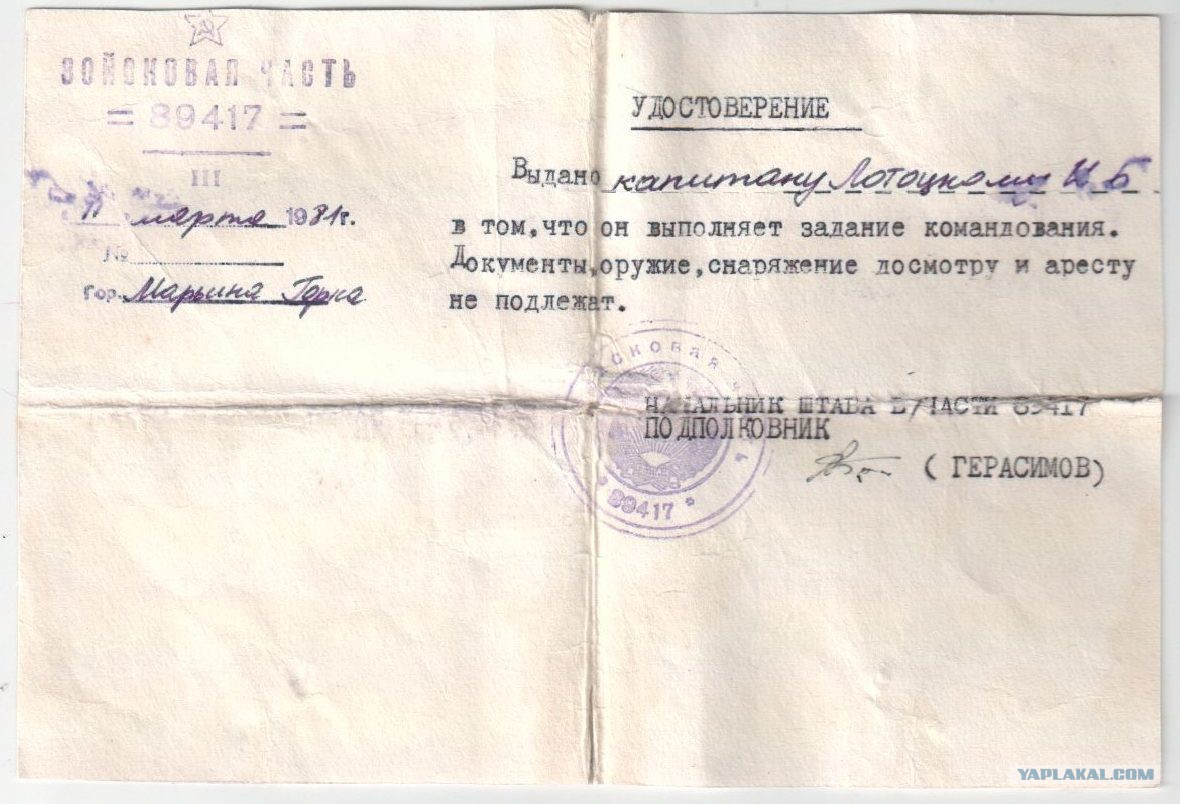 ВОЙСКОВАЯ ЧАСТЬ
= 89417 =
III
11 марта 1981г.
№
гор. Марьина Горка
УДОСТОВЕРЕНИЕ
Выдано капитану Лотоцкому И Б
в том,что он выполняет задание командования.
Документы,оружие,снаряжение досмотру и аресту
не подлежат.
НАЧАЛЬНИК ШТАБА В/ЧАСТИ 89417
ПОДПОЛКОВНИК
(ГЕРАСИМОВ)
89417
YAPLAKAL.COM